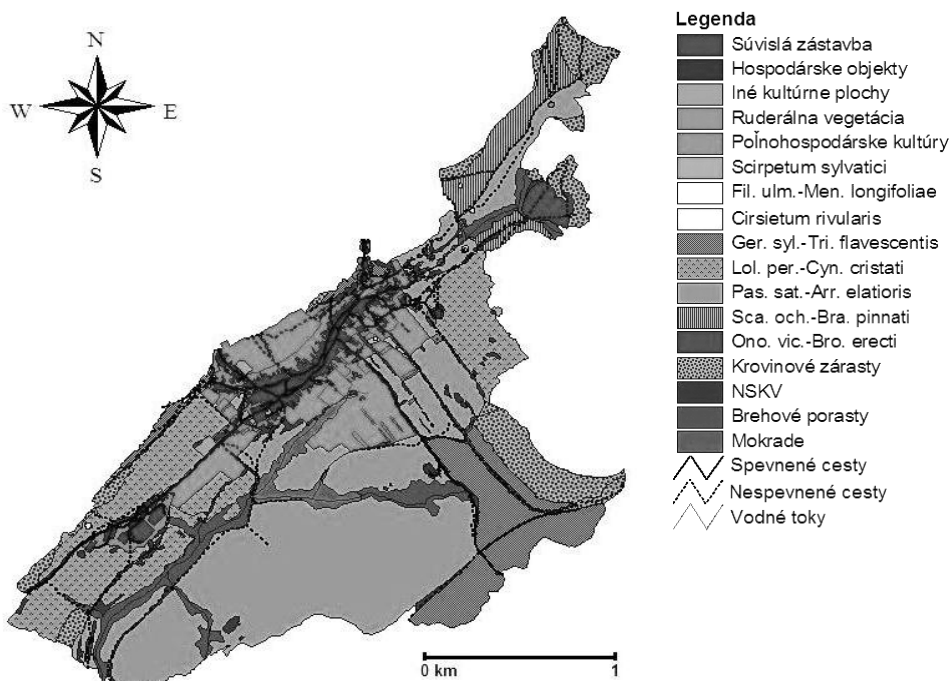 N
W E
S
0 km 1
Legenda
Súvislá zástavba
Hospodárske objekty
Iné kultúrne plochy
Ruderálna vegetácia
Poľnohospodárske kultúry
Scirpetum sylvatici
Fil. ulm.-Men. longifoliae
Cirsietum rivularis
Ger. syl.-Tri. flavescentis
Lol. per.-Cyn. cristati
Pas. sat.-Arr. elatioris
Sca. och.-Bra. pinnati
Ono. vic.-Bro. erecti
Krovinové zárasty
NSKV
Brehové porasty
Mokrade
Spevnené cesty
Nespevnené cesty
Vodné toky